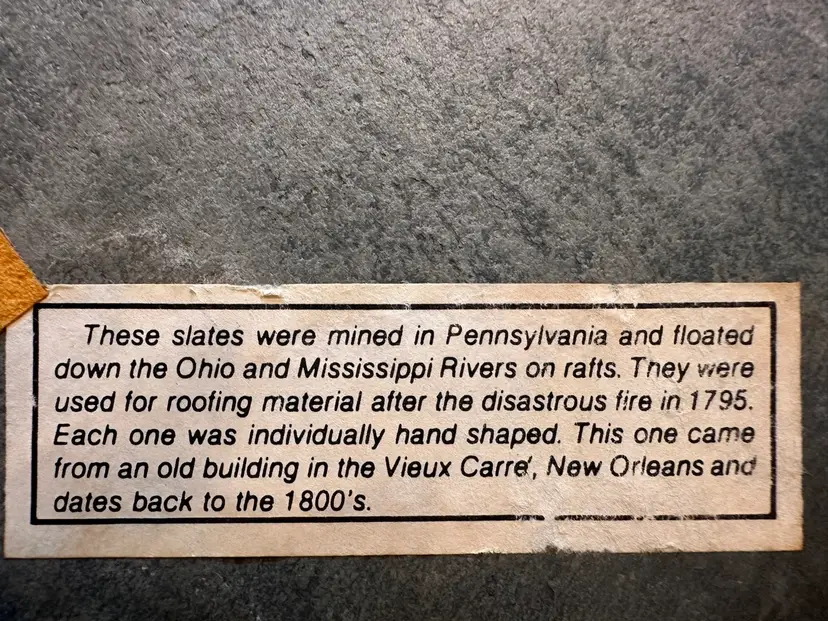 These slates were mined in Pennsylvania and floated
down the Ohio and Mississippi Rivers on rafts. They were
used for roofing material after the disastrous fire in 1795.
Each one was individually hand shaped. This one came
from an old building in the Vieux Carre', New Orleans and
dates back to the 1800's.